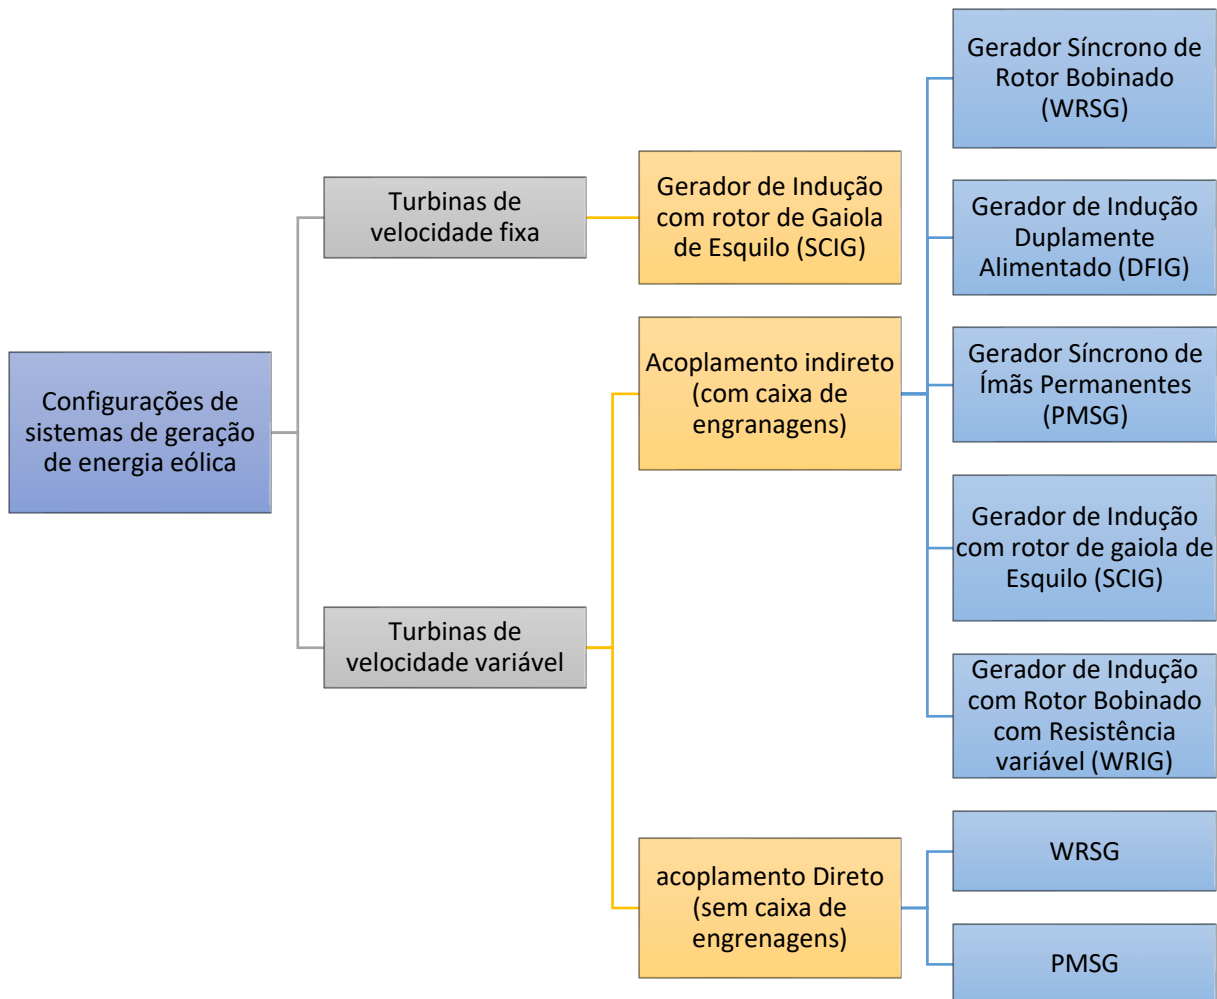 Configurações de
sistemas de geração
de energia eólica
Turbinas de
velocidade fixa
Gerador de Indução
com rotor de Gaiola
de Esquilo (SCIG)
Turbinas de
velocidade variável
Acoplamento indireto
(com caixa de
engranagens)
Gerador Síncrono de
Rotor Bobinado
(WRSG)
Gerador de Indução
Duplamente
Alimentado (DFIG)
Gerador Síncrono de
Ímãs Permanentes
(PMSG)
Gerador de Indução
com rotor de gaiola de
Esquilo (SCIG)
Gerador de Indução
com Rotor Bobinado
com Resistência
variável (WRIG)
acoplamento Direto
(sem caixa de
engrenagens)
WRSG
PMSG